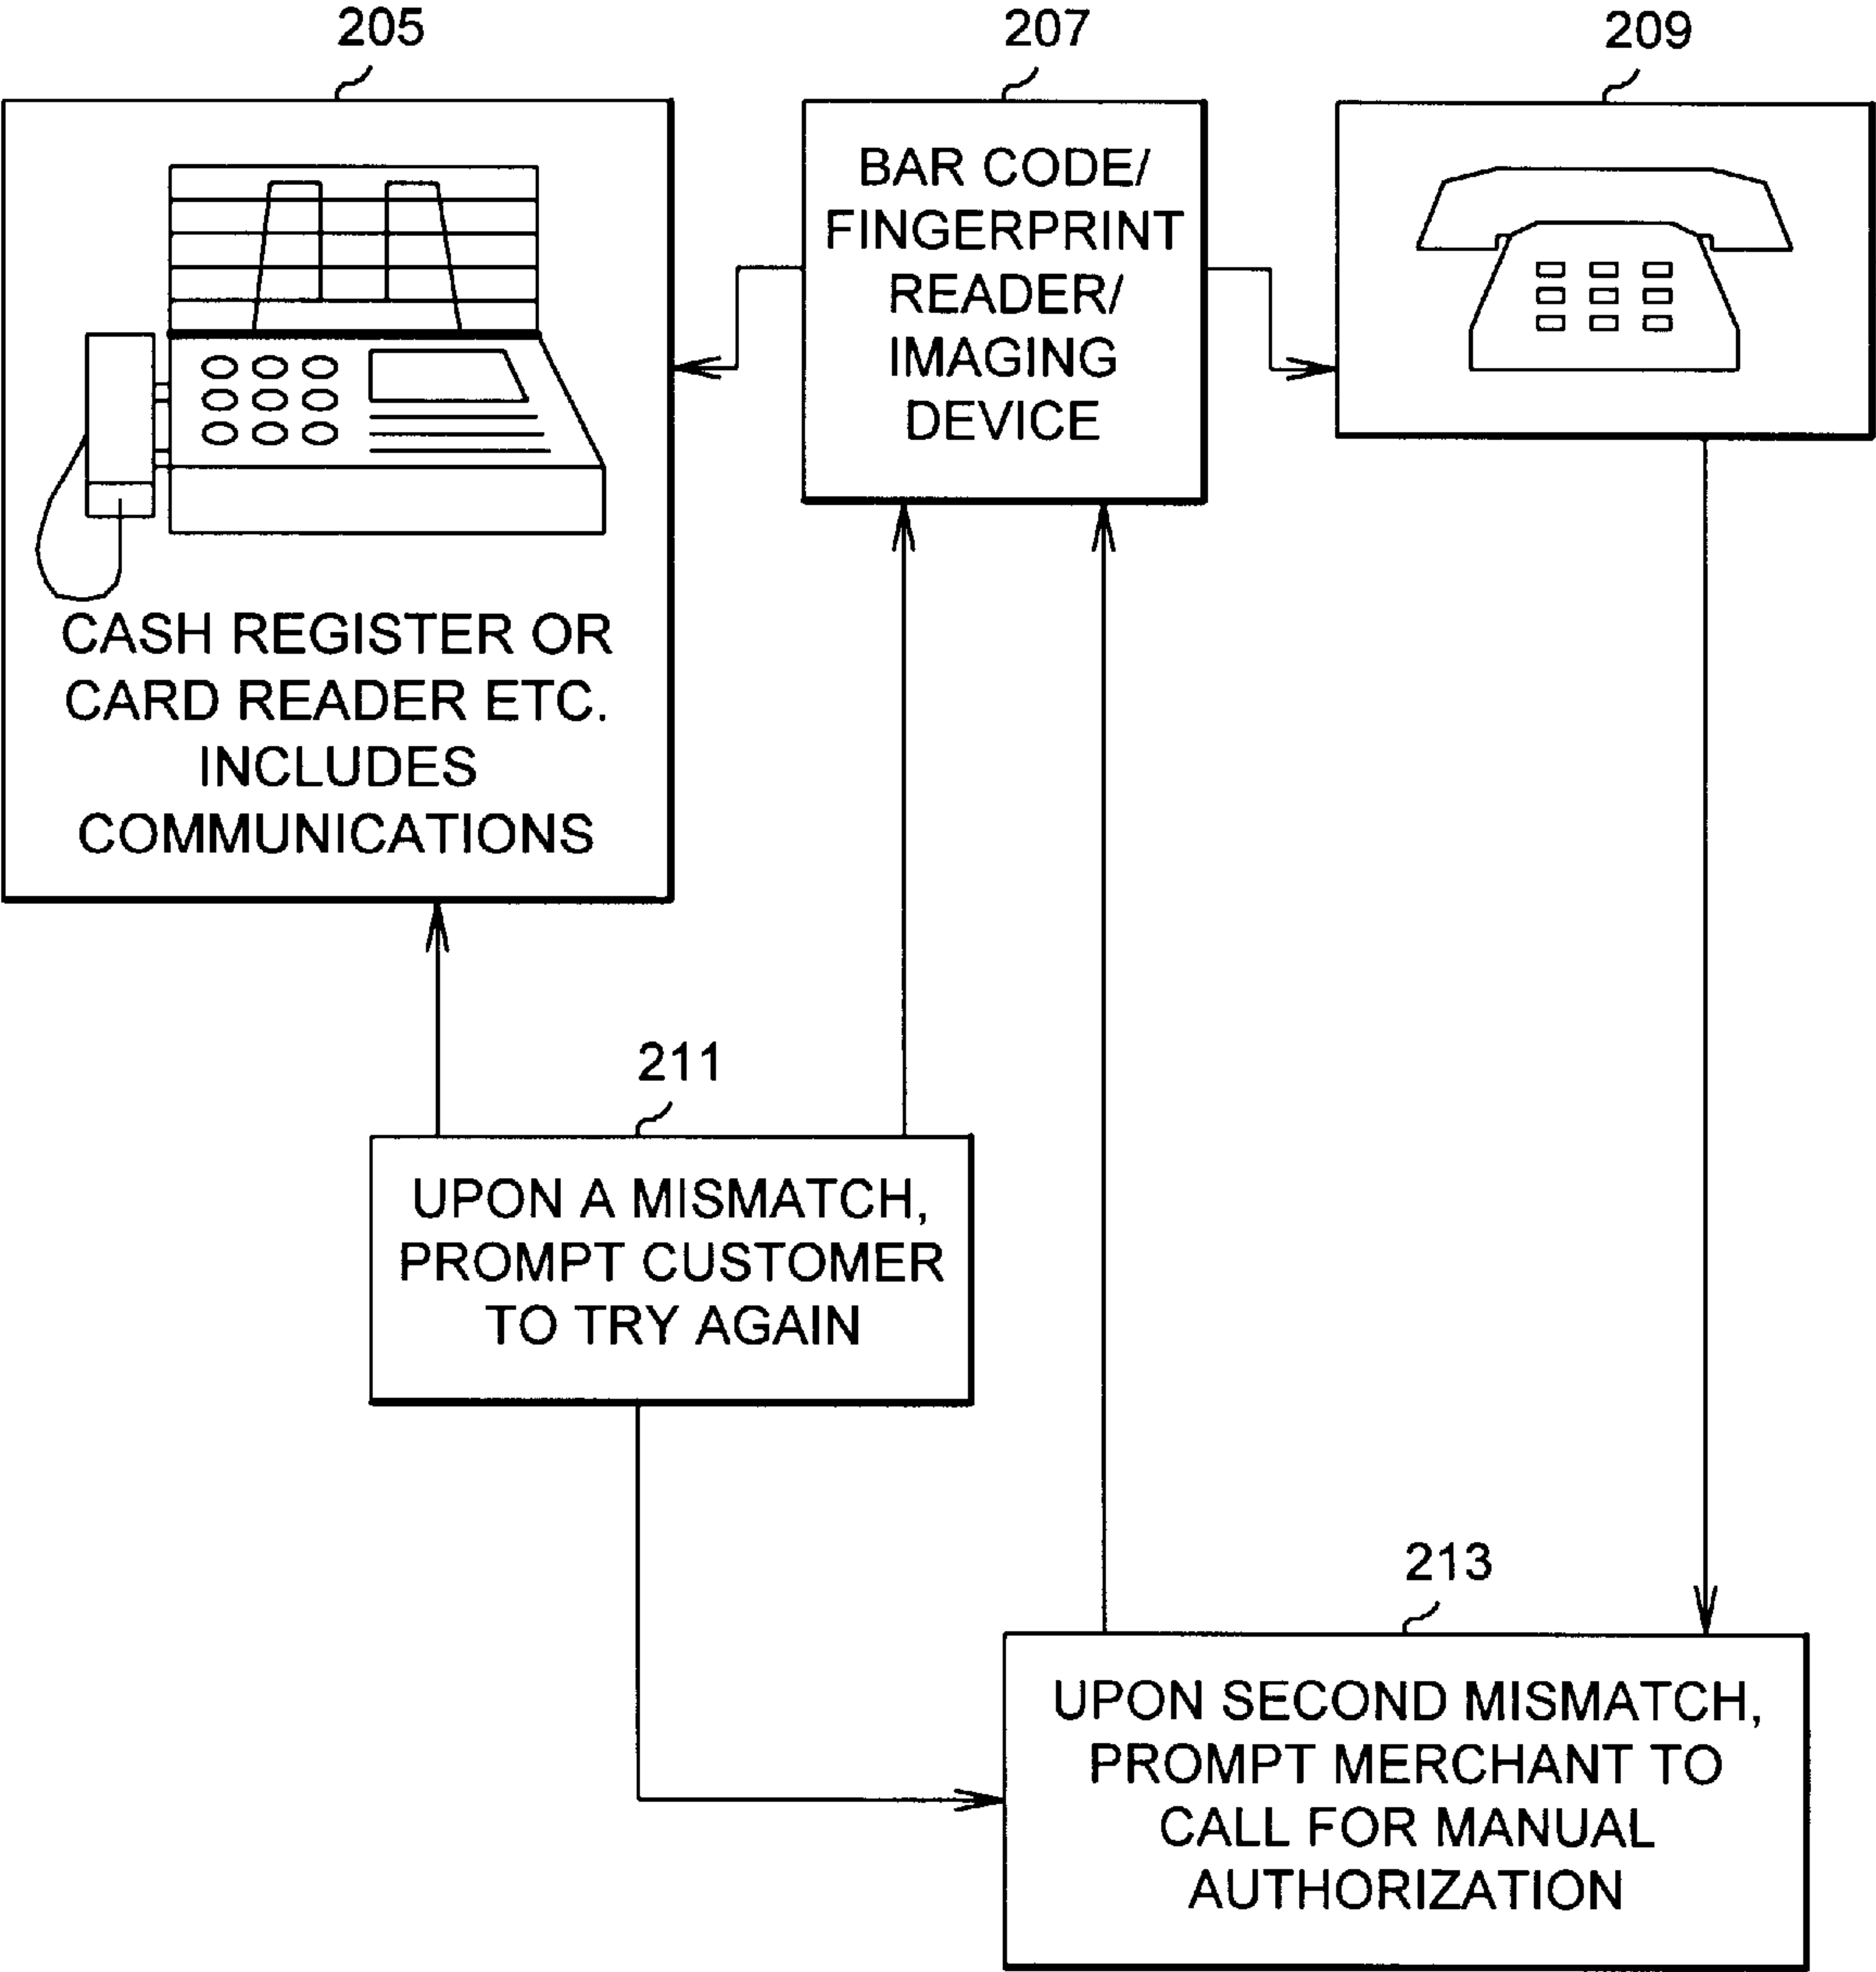 205
207
209
BAR CODE/
FINGERPRINT
READER/
IMAGING
DEVICE
CASH REGISTER OR
CARD READER ETC.
INCLUDES
COMMUNICATIONS
211
UPON A MISMATCH,
PROMPT CUSTOMER
TO TRY AGAIN
213
UPON SECOND MISMATCH,
PROMPT MERCHANT TO
CALL FOR MANUAL
AUTHORIZATION